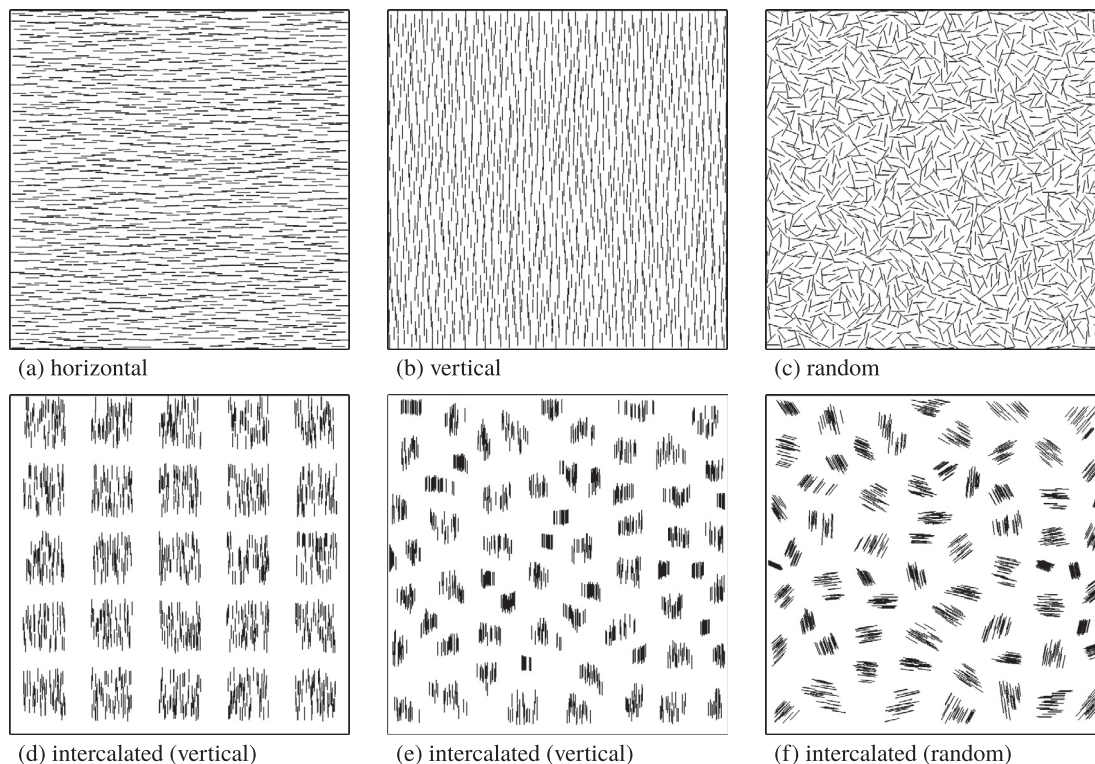 (a) horizontal
(b) vertical
(c) random
(d) intercalated (vertical)
(e) intercalated (vertical)
(f) intercalated (random)